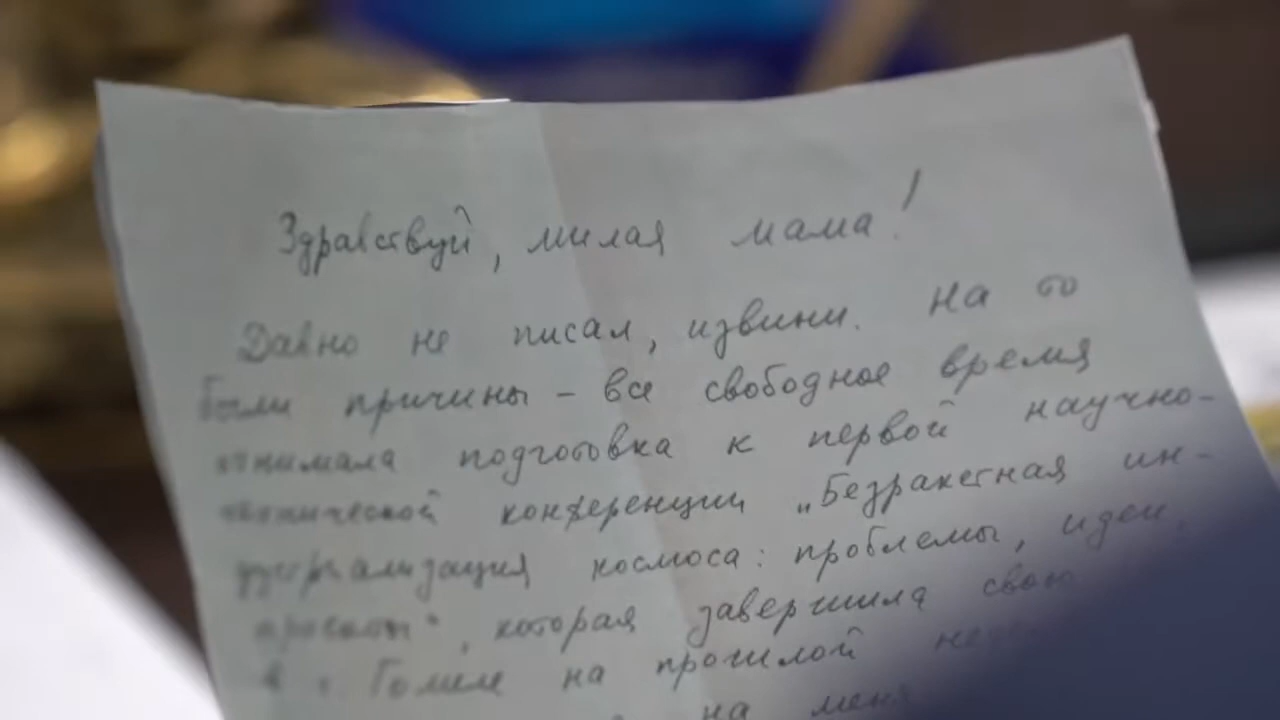 Здравствуй, милая мама!
Давно не писал, извини. На то
были причины - все свободное время
отнимала подготовка к первой научно-
технической конференции „Безракетная ин-
дустриализация космоса: проблемы, идеи,
проекты", которая завершила свою
в г. Гомеле на прошлой
на меня